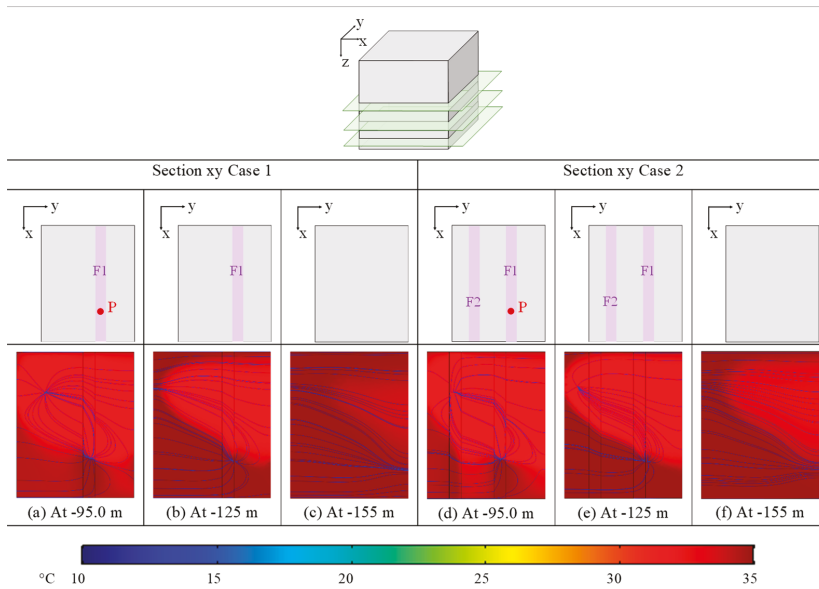 y
x
z
Section xy Case 1
Section xy Case 2
y
x
F1
P
y
x
F1
y
x
y
x
F1
F2
P
y
x
F1
F2
y
x
(a) At -95.0 m
(b) At -125 m
(c) At -155 m
(d) At -95.0 m
(e) At -125 m
(f) At -155 m
°C 10 15 20 25 30 35